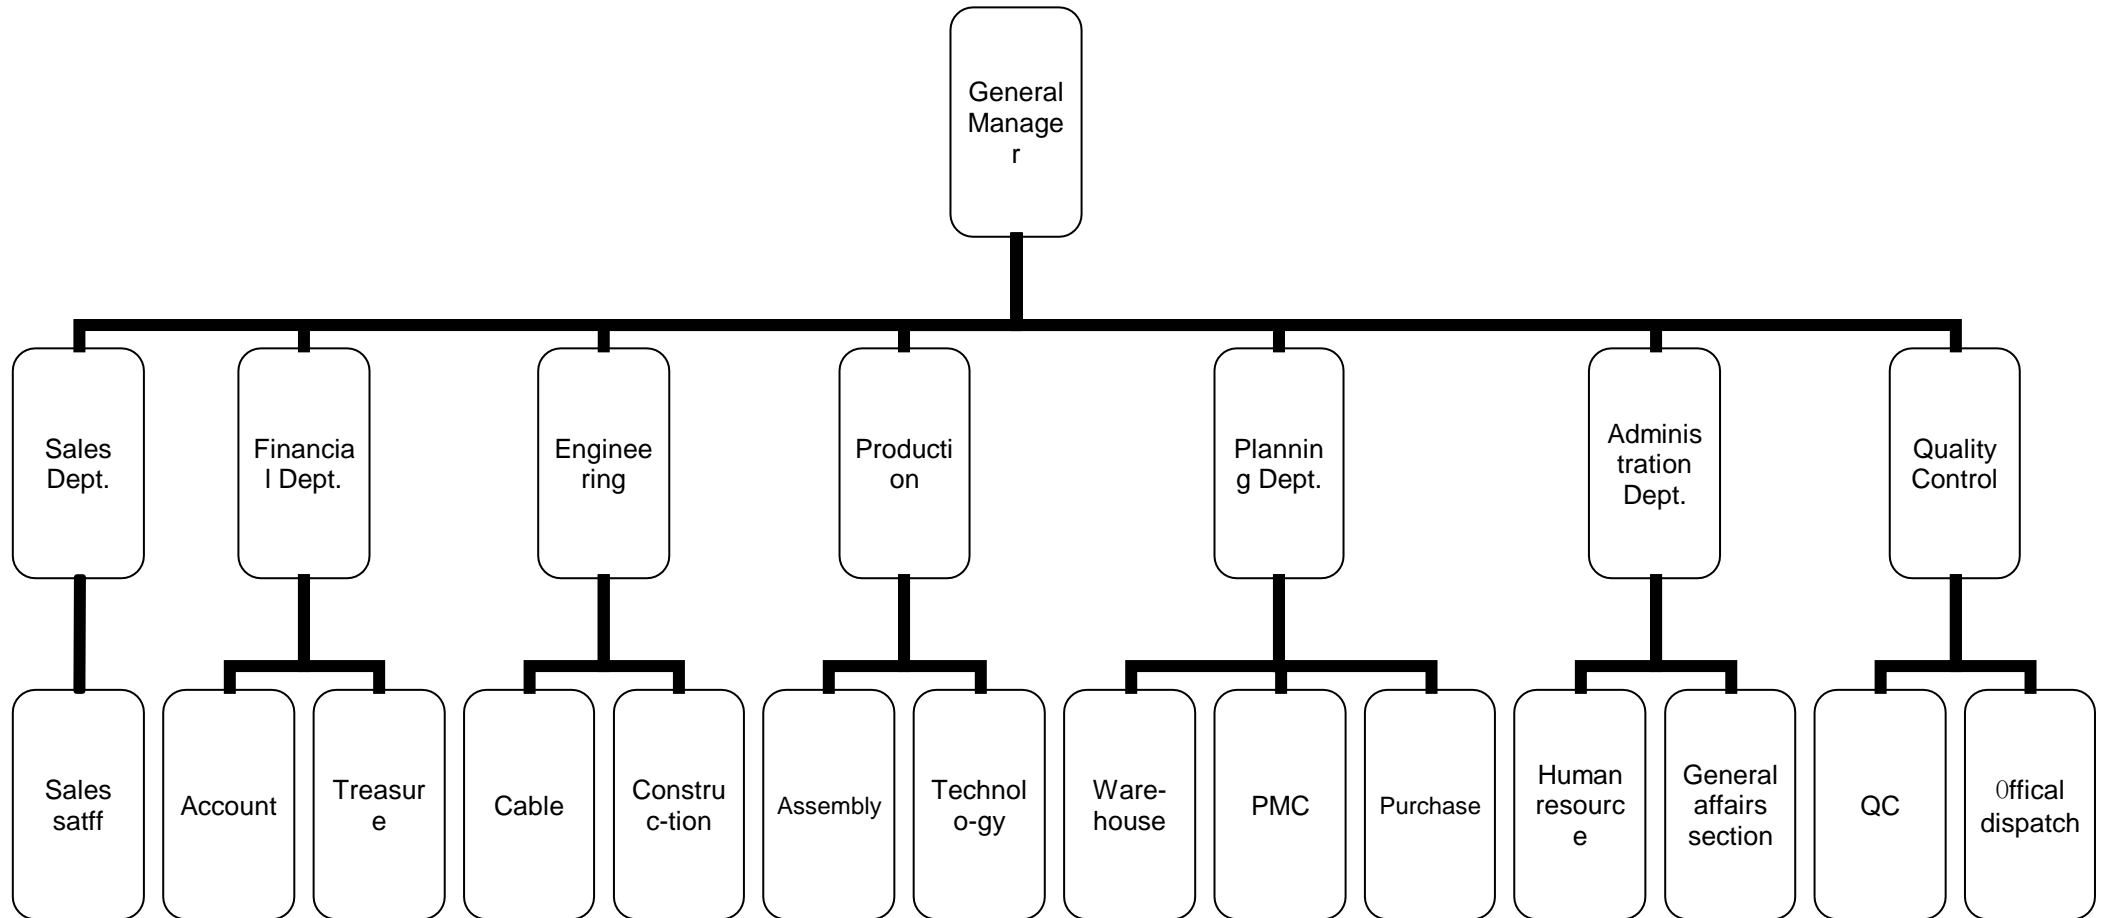 General
Manage
r
Sales
Dept.
Financia
l Dept.
Enginee
ring
Producti
on
Plannin
g Dept.
Adminis
tration
Dept.
Quality
Control
Sales
satff
Account
Treasur
e
Cable
Constru
c-tion
Assembly
Technol
o-gy
Ware-
house
PMC
Purchase
Human
resourc
e
General
affairs
section
QC
Offical
dispatch